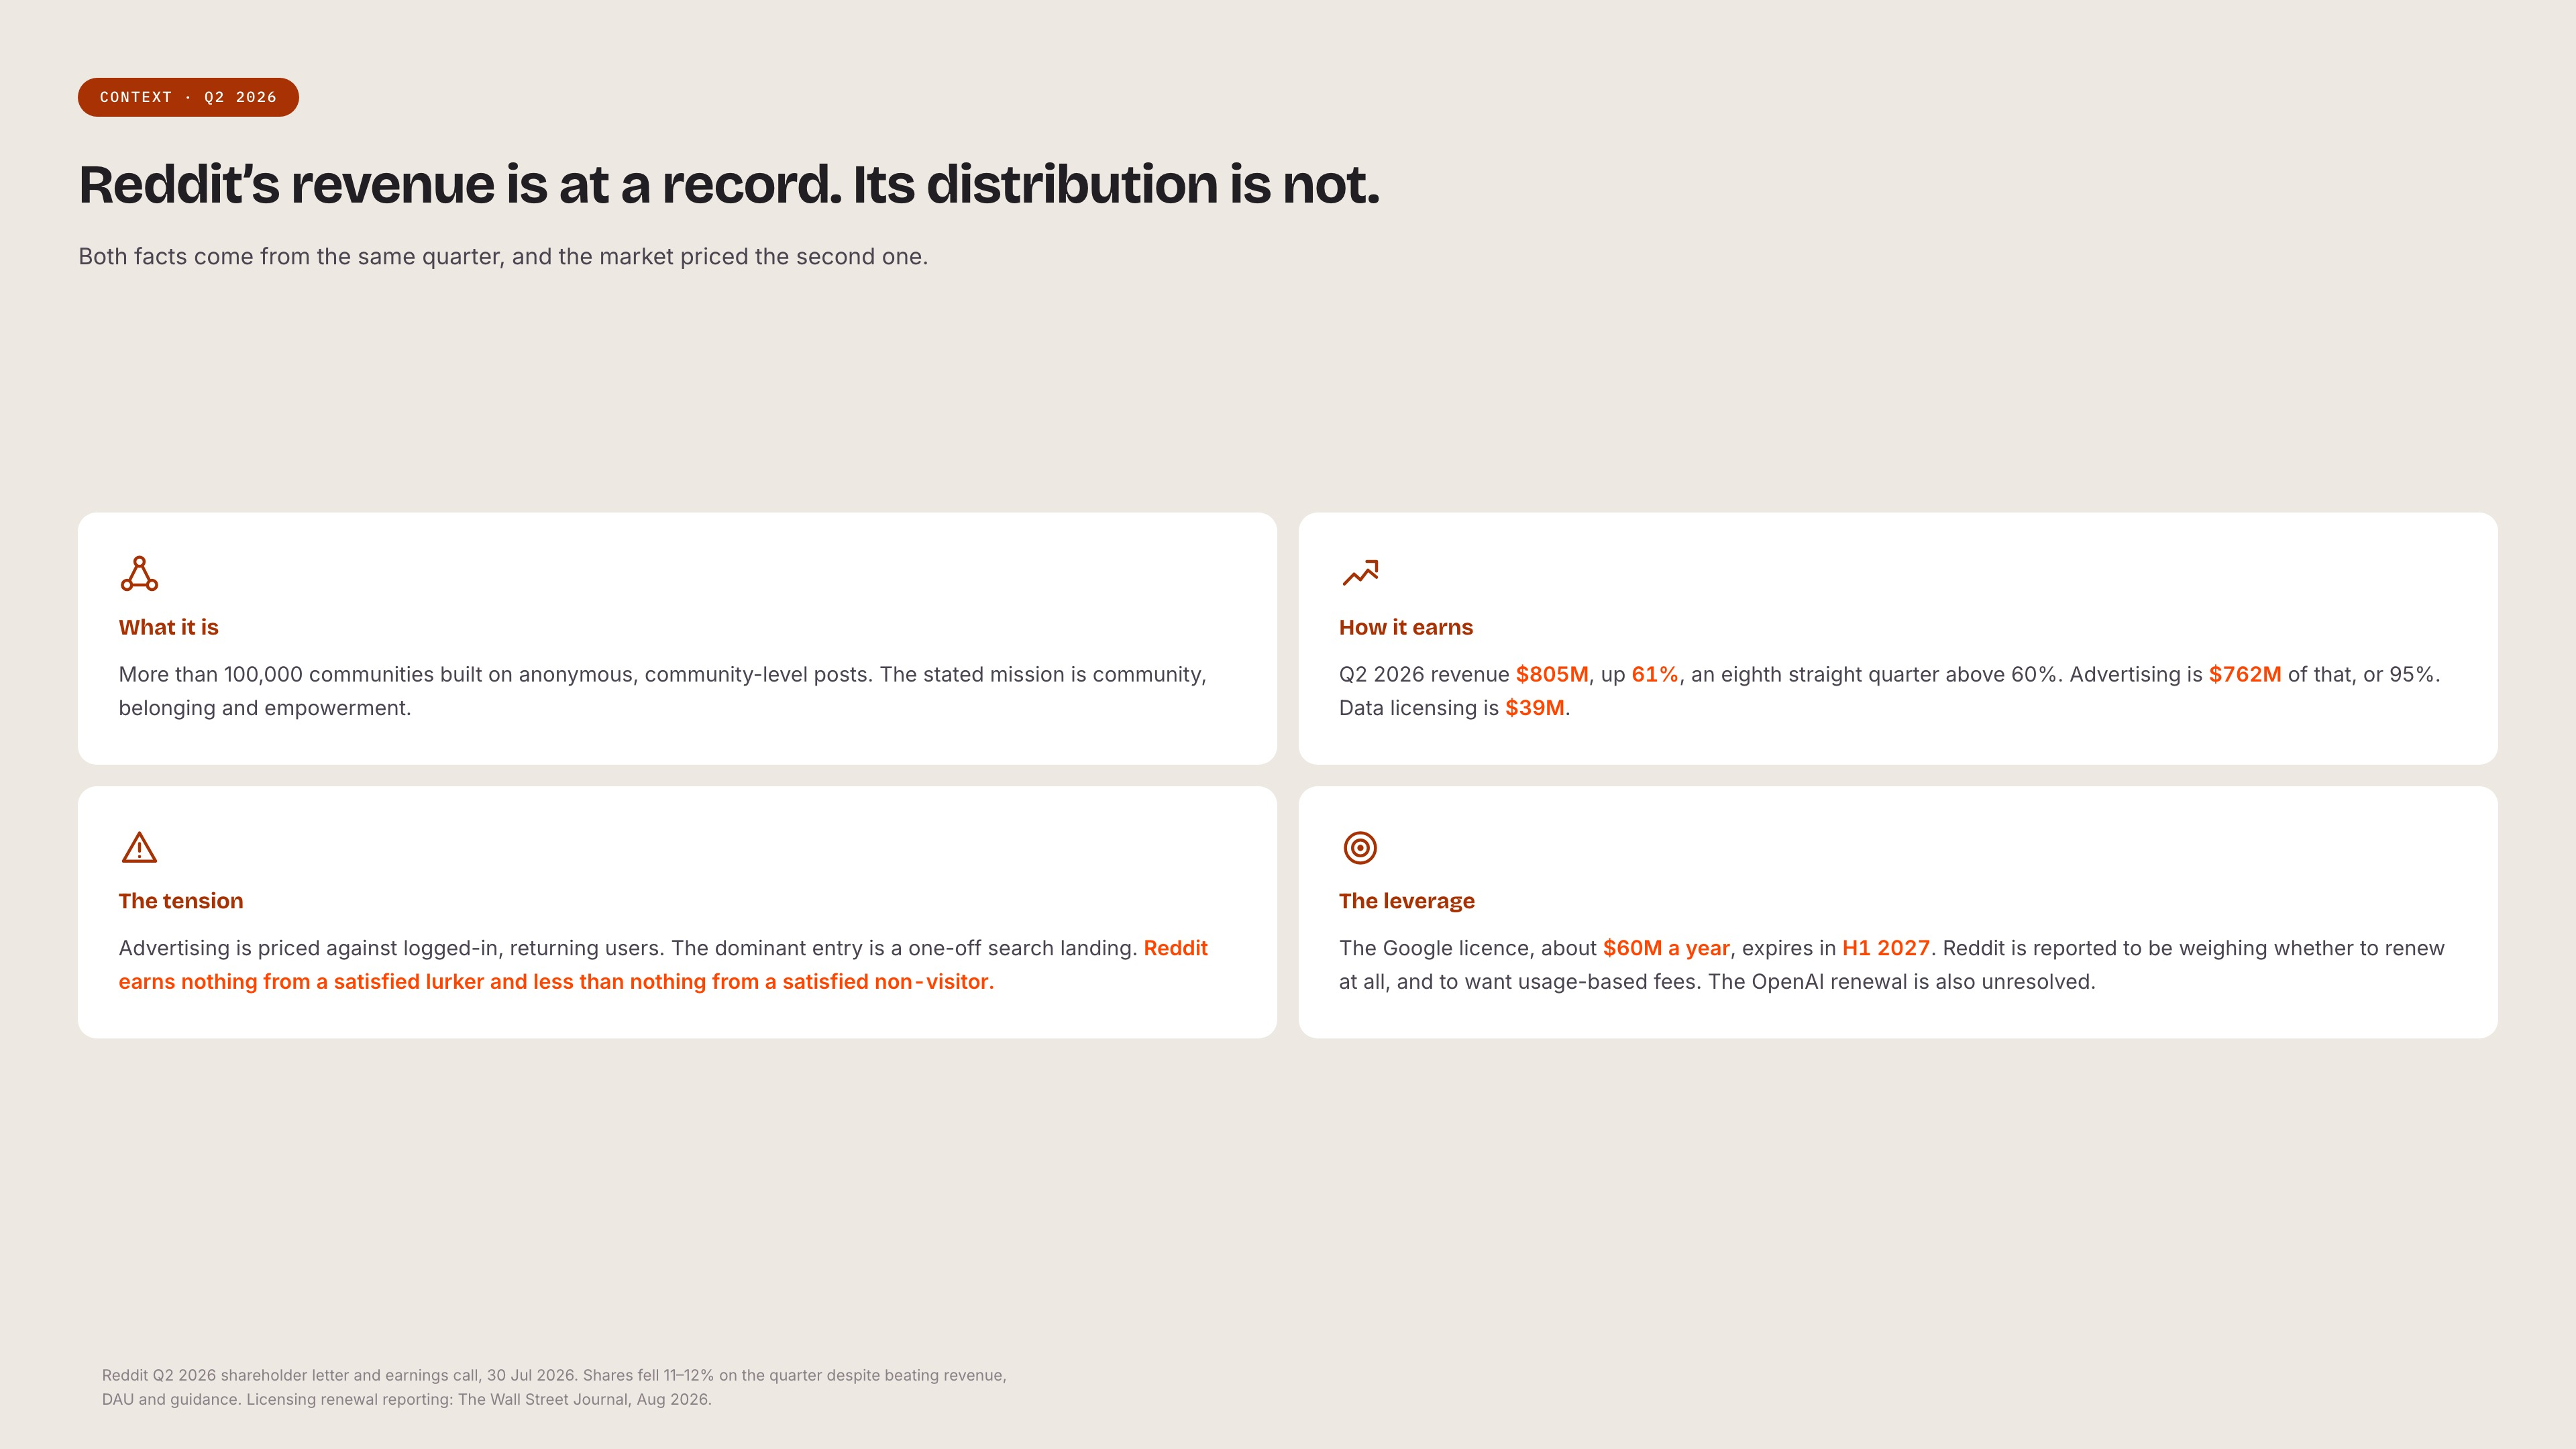 CONTEXT · Q2 2026
Reddit’s revenue is at a record. Its distribution is not.
Both facts come from the same quarter, and the market priced the second one.
What it is
More than 100,000 communities built on anonymous, community-level posts. The stated mission is community,
belonging and empowerment.
How it earns
Q2 2026 revenue $805M, up 61%, an eighth straight quarter above 60%. Advertising is $762M of that, or 95%.
Data licensing is $39M.
The tension
Advertising is priced against logged-in, returning users. The dominant entry is a one-off search landing. Reddit
earns nothing from a satisfied lurker and less than nothing from a satisfied non-visitor.
The leverage
The Google licence, about $60M a year, expires in H1 2027. Reddit is reported to be weighing whether to renew
at all, and to want usage-based fees. The OpenAI renewal is also unresolved.
Reddit Q2 2026 shareholder letter and earnings call, 30 Jul 2026. Shares fell 11–12% on the quarter despite beating revenue,
DAU and guidance. Licensing renewal reporting: The Wall Street Journal, Aug 2026.